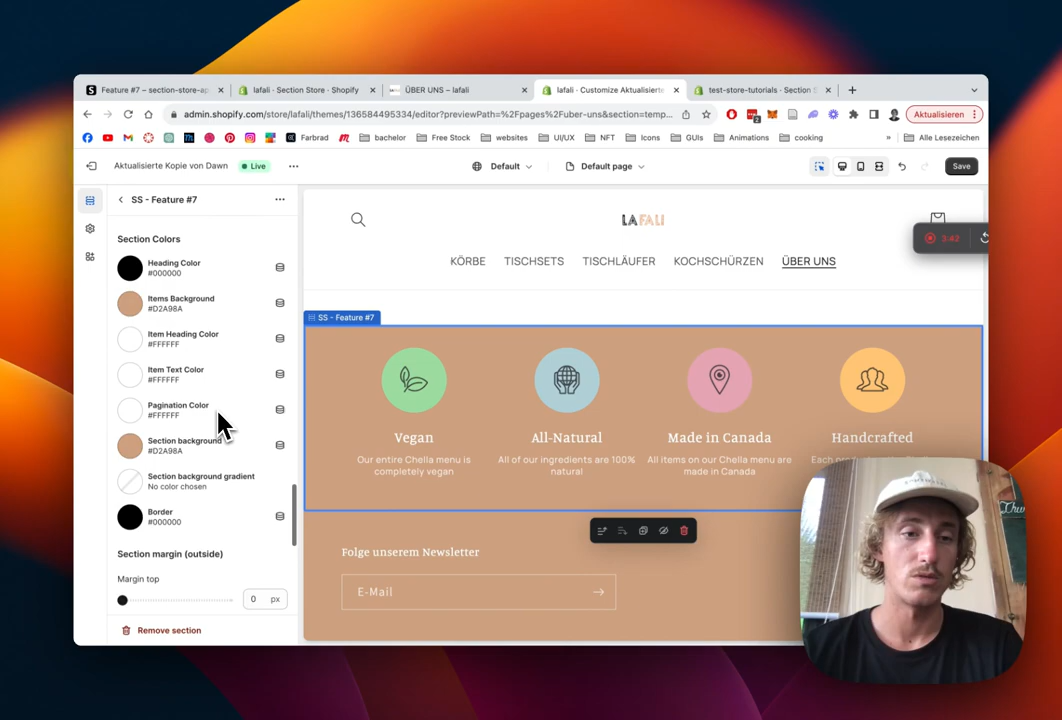 Feature #7 – section-store-ap
lafali · Section Store · Shopify
ÜBER UNS – lafali
lafali · Customize Aktualisierte
test-store-tutorials · Section S
admin.shopify.com/store/lafali/themes/136584495334/editor?previewPath=%2Fpages%2Fuber-uns&section=temp...
Aktualisieren
Farbrad
bachelor
Free Stock
websites
UI/UX
NFT
Icons
GUIs
Animations
cooking
»
Alle Lesezeichen
Aktualisierte Kopie von Dawn
Live
Default
Default page
Save
SS - Feature #7
Section Colors
Heading Color
#000000
Items Background
#D2A98A
Item Heading Color
#FFFFFF
Item Text Color
#FFFFFF
Pagination Color
#FFFFFF
Section background
#D2A98A
Section background gradient
No color chosen
Border
#000000
Section margin (outside)
Margin top
0 px
Remove section
LAFALI
3:42
KÖRBE
TISCHSETS
TISCHLÄUFER
KOCHSCHÜRZEN
ÜBER UNS
SS - Feature #7
Vegan
Our entire Chella menu is
completely vegan
All-Natural
All of our ingredients are 100%
natural
Made in Canada
All items on our Chella menu are
made in Canada
Handcrafted
Folge unserem Newsletter
E-Mail